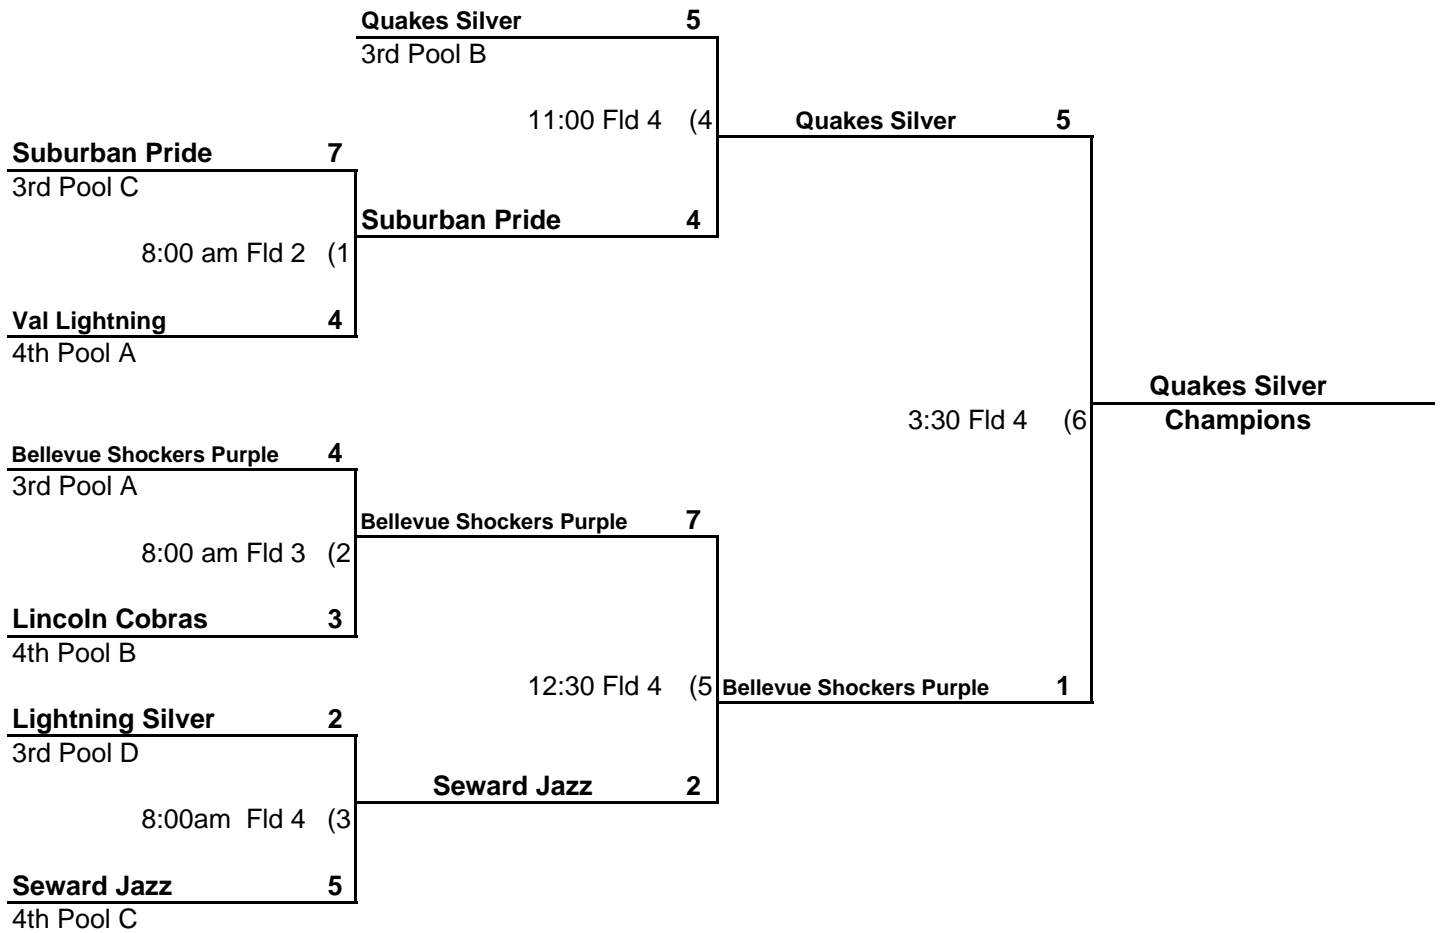 Quakes Silver 5
3rd Pool B
11:00 Fld 4 (4
Quakes Silver 5
Suburban Pride 7
3rd Pool C
Suburban Pride 4
8:00 am Fld 2 (1
Val Lightning 4
4th Pool A
Quakes Silver
3:30 Fld 4 (6
Champions
Bellevue Shockers Purple 4
3rd Pool A
Bellevue Shockers Purple 7
8:00 am Fld 3 (2
Lincoln Cobras 3
4th Pool B
12:30 Fld 4 (5
Bellevue Shockers Purple 1
Lightning Silver 2
3rd Pool D
Seward Jazz 2
8:00am Fld 4 (3
Seward Jazz 5
4th Pool C